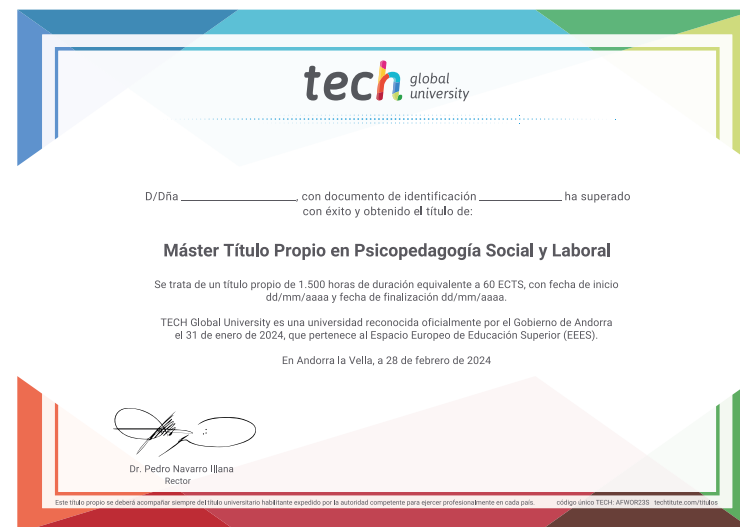 tech global university
D/Dña ____________, con documento de identificación ____________ ha superado
con éxito y obtenido el título de:
Máster Título Propio en Psicopedagogía Social y Laboral
Se trata de un título propio de 1.500 horas de duración equivalente a 60 ECTS, con fecha de inicio
dd/mm/aaaa y fecha de finalización dd/mm/aaaa.
TECH Global University es una universidad reconocida oficialmente por el Gobierno de Andorra
el 31 de enero de 2024, que pertenece al Espacio Europeo de Educación Superior (EEES).
En Andorra la Vella, a 28 de febrero de 2024
Dr. Pedro Navarro Illana
Rector
Este título propio se deberá acompañar siempre del título universitario habilitante expedido por la autoridad competente para ejercer profesionalmente en cada país. código único TECH: AFWOR23S techtitute.com/titulos